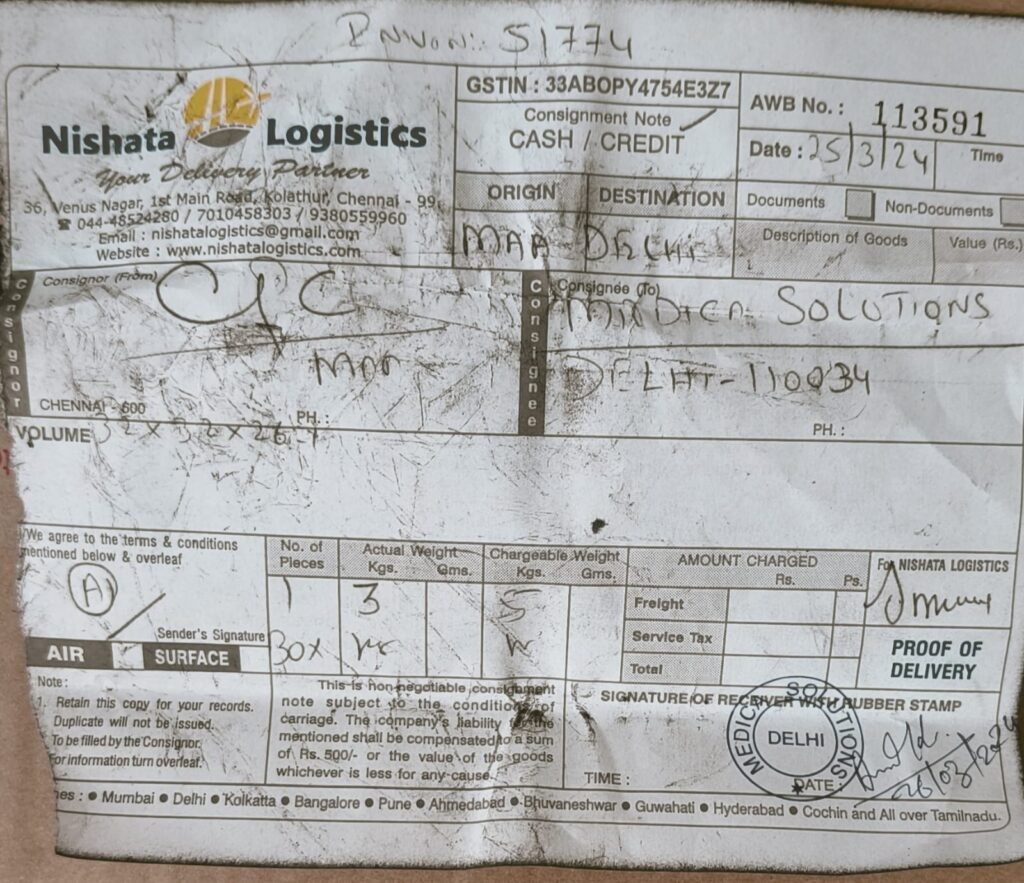 51774
Nishata Logistics
Your Delivery Partner
36, Venus Nagar, 1st Main Road, Kolathur, Chennai - 99.
☎ 044-48524280 / 7010458303 / 9380559960
Email : nishatalogistics@gmail.com
Website : www.nishatalogistics.com
GSTIN : 33ABOPY4754E3Z7
Consignment Note
CASH / CREDIT
AWB No. : 113591
Date : 25/3/24 Time
ORIGIN DESTINATION
MAA DELHI
Documents Non-Documents
Description of Goods Value (Rs.)
Consignor
Consignor (From)
CPC
MAA
CHENNAI - 600
PH. :
Consignee
Consignee (To)
SOLUTIONS
DELHI - 110034
PH. :
VOLUME 32 x 32 x 26
We agree to the terms & conditions
mentioned below & overleaf
Sender's Signature
AIR SURFACE
No. of Pieces
1
BOX
Actual Weight
Kgs. Gms.
3
Chargeable Weight
Kgs. Gms.
5
AMOUNT CHARGED
Rs. Ps.
Freight
Service Tax
Total
For NISHATA LOGISTICS
PROOF OF
DELIVERY
Note :
1. Retain this copy for your records.
Duplicate will not be issued.
To be filled by the Consignor.
For information turn overleaf.
This is non-negotiable consignment
note subject to the conditions of
carriage. The company's liability for the
mentioned shall be compensated to a sum
of Rs. 500/- or the value of the goods
whichever is less for any cause.
SIGNATURE OF RECEIVER WITH RUBBER STAMP
MEDICA SOLUTIONS
DELHI
TIME :
DATE :
26/03/2024
● Mumbai ● Delhi ● Kolkatta ● Bangalore ● Pune ● Ahmedabad ● Bhuvaneshwar ● Guwahati ● Hyderabad ● Cochin and All over Tamilnadu.